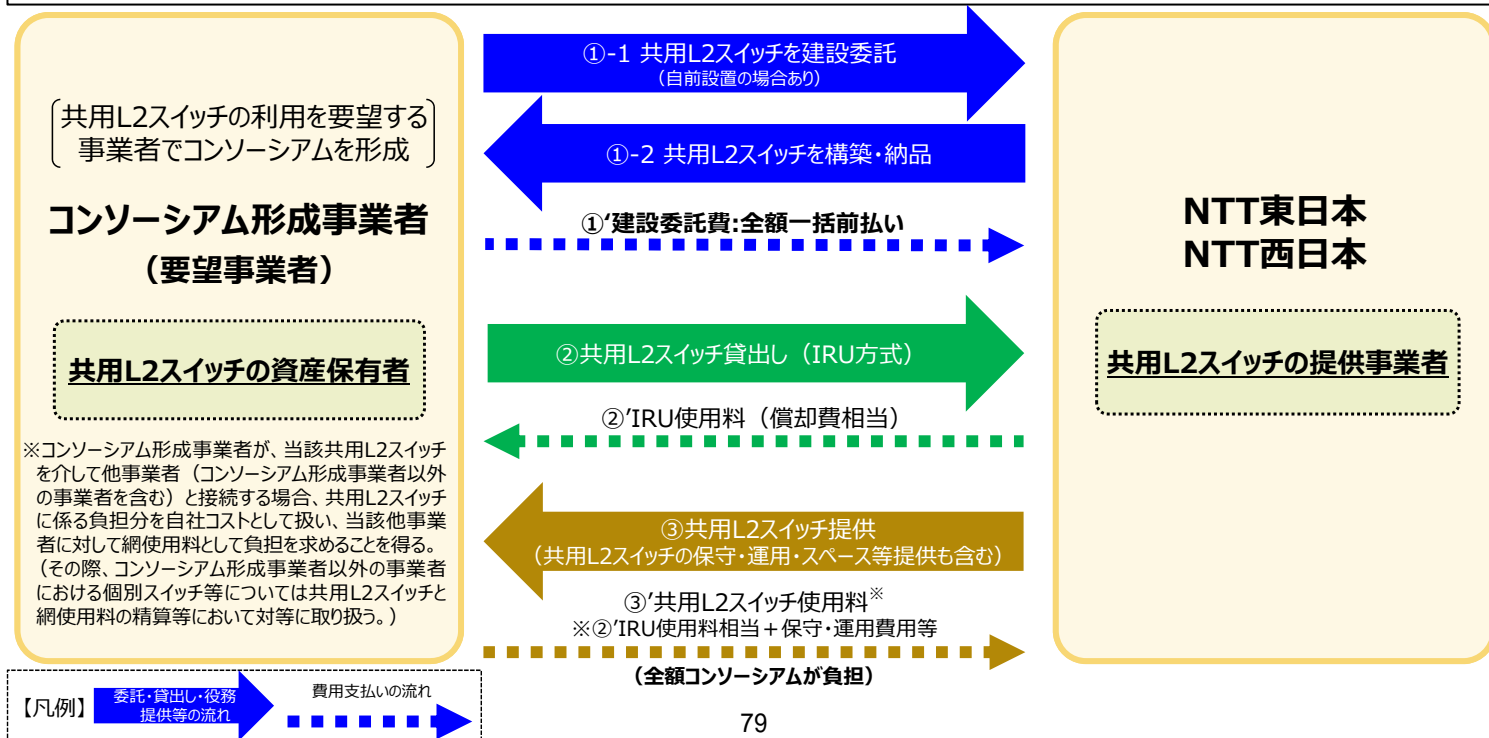 共用L2スイッチの利用を要望する
事業者でコンソーシアムを形成
コンソーシアム形成事業者
（要望事業者）
共用L2スイッチの資産保有者
※コンソーシアム形成事業者が、当該共用L2スイッチ
を介して他事業者（コンソーシアム形成事業者以外
の事業者を含む）と接続する場合、共用L2スイッチ
に係る負担分を自社コストとして扱い、当該他事業
者に対して網使用料として負担を求めることを得る。
（その際、コンソーシアム形成事業者以外の事業者
における個別スイッチ等については共用L2スイッチと
網使用料の精算等において対等に取り扱う。）
①-1 共用L2スイッチを建設委託
（自前設置の場合あり）
①-2 共用L2スイッチを構築・納品
①‘建設委託費:全額一括前払い
②共用L2スイッチ貸出し（IRU方式）
②’IRU使用料（償却費相当）
③共用L2スイッチ提供
（共用L2スイッチの保守・運用・スペース等提供も含む）
③’共用L2スイッチ使用料※
※②’IRU使用料相当＋保守・運用費用等
（全額コンソーシアムが負担）
NTT東日本
NTT西日本
共用L2スイッチの提供事業者
【凡例】
委託・貸出し・役務
提供等の流れ
費用支払いの流れ
79